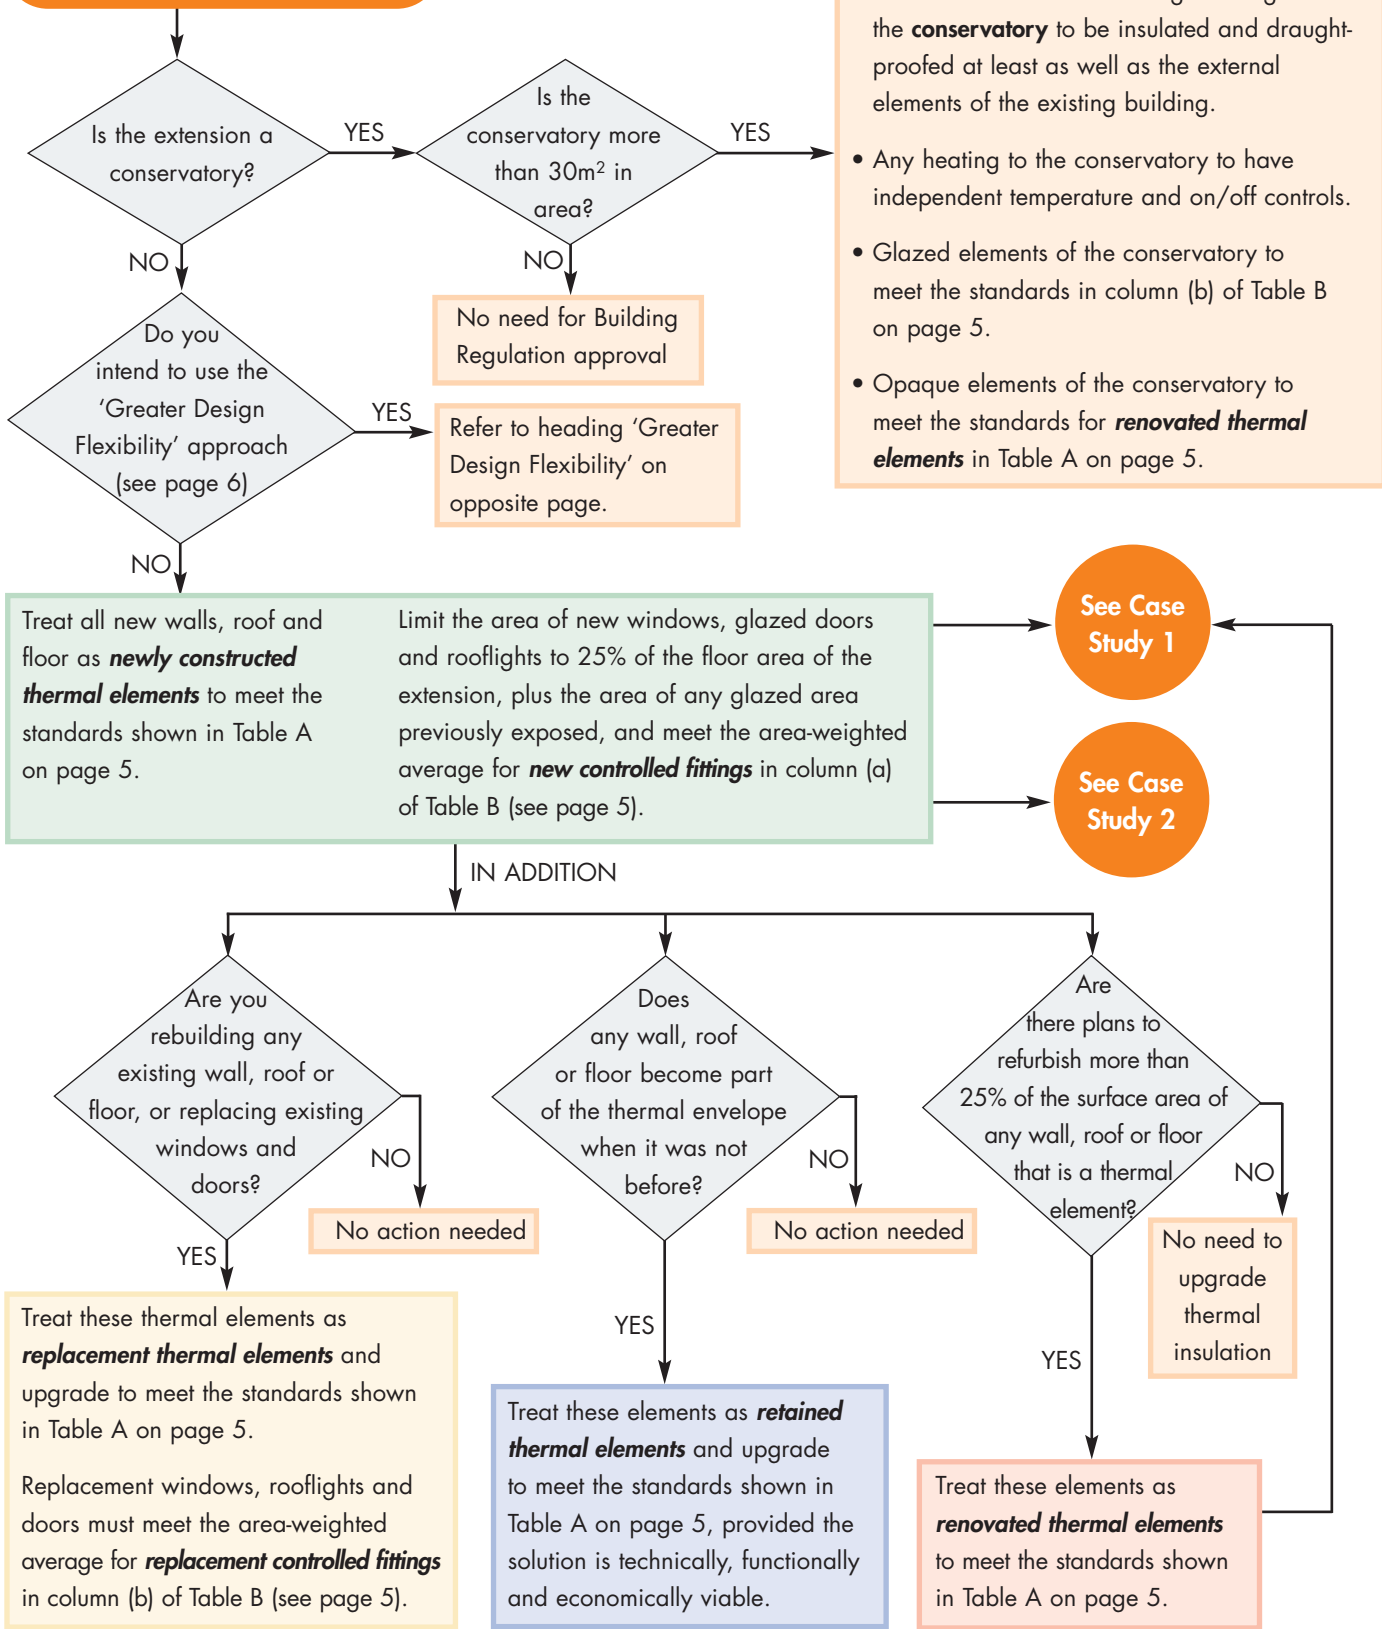 the conservatory to be insulated and draught-
proofed at least as well as the external
elements of the existing building.
• Any heating to the conservatory to have
independent temperature and on/off controls.
• Glazed elements of the conservatory to
meet the standards in column (b) of Table B
on page 5.
• Opaque elements of the conservatory to
meet the standards for renovated thermal
elements in Table A on page 5.
Is the extension a
conservatory?
YES
Is the
conservatory more
than 30m² in
area?
YES
NO
NO
No need for Building
Regulation approval
Do you
intend to use the
‘Greater Design
Flexibility’ approach
(see page 6)
YES
Refer to heading ‘Greater
Design Flexibility’ on
opposite page.
NO
Treat all new walls, roof and
floor as newly constructed
thermal elements to meet the
standards shown in Table A
on page 5.
Limit the area of new windows, glazed doors
and rooflights to 25% of the floor area of the
extension, plus the area of any glazed area
previously exposed, and meet the area-weighted
average for new controlled fittings in column (a)
of Table B (see page 5).
See Case
Study 1
See Case
Study 2
IN ADDITION
Are you
rebuilding any
existing wall, roof or
floor, or replacing existing
windows and
doors?
NO
No action needed
YES
Treat these thermal elements as
replacement thermal elements and
upgrade to meet the standards shown
in Table A on page 5.
Replacement windows, rooflights and
doors must meet the area-weighted
average for replacement controlled fittings
in column (b) of Table B (see page 5).
Does
any wall, roof
or floor become part
of the thermal envelope
when it was not
before?
NO
No action needed
YES
Treat these elements as retained
thermal elements and upgrade
to meet the standards shown in
Table A on page 5, provided the
solution is technically, functionally
and economically viable.
Are
there plans to
refurbish more than
25% of the surface area of
any wall, roof or floor
that is a thermal
element?
NO
No need to
upgrade
thermal
insulation
YES
Treat these elements as
renovated thermal elements
to meet the standards shown
in Table A on page 5.